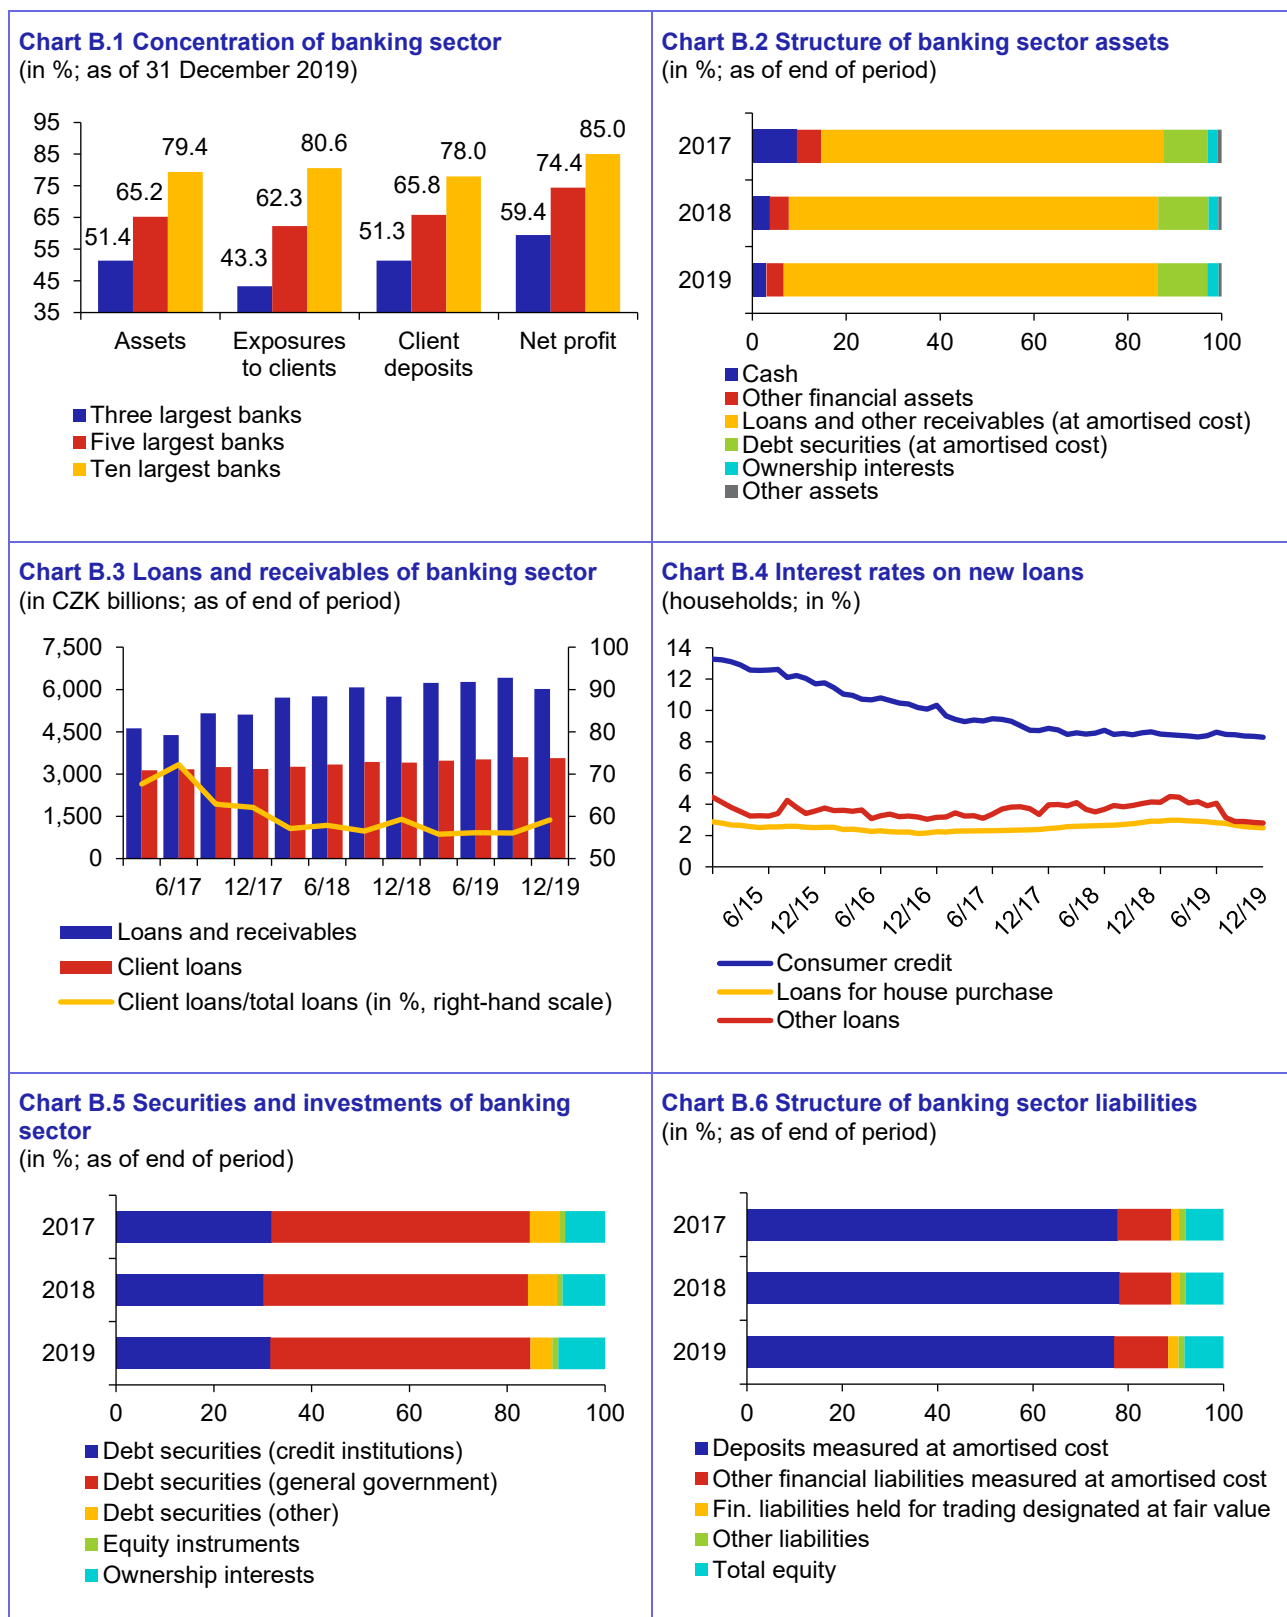 Chart B.1 Concentration of banking sector
(in %; as of 31 December 2019)
95
85
75
65
55
45
35
51.4
65.2
79.4
43.3
62.3
80.6
51.3
65.8
78.0
59.4
74.4
85.0
Assets
Exposures
to clients
Client
deposits
Net profit
Three largest banks
Five largest banks
Ten largest banks
Chart B.2 Structure of banking sector assets
(in %; as of end of period)
2017
2018
2019
0 20 40 60 80 100
Cash
Other financial assets
Loans and other receivables (at amortised cost)
Debt securities (at amortised cost)
Ownership interests
Other assets
Chart B.3 Loans and receivables of banking sector
(in CZK billions; as of end of period)
7,500
6,000
4,500
3,000
1,500
0
100
90
80
70
60
50
6/17 12/17 6/18 12/18 6/19 12/19
Loans and receivables
Client loans
Client loans/total loans (in %, right-hand scale)
Chart B.4 Interest rates on new loans
(households; in %)
14
12
10
8
6
4
2
0
6/15 12/15 6/16 12/16 6/17 12/17 6/18 12/18 6/19 12/19
Consumer credit
Loans for house purchase
Other loans
Chart B.5 Securities and investments of banking
sector
(in %; as of end of period)
2017
2018
2019
0 20 40 60 80 100
Debt securities (credit institutions)
Debt securities (general government)
Debt securities (other)
Equity instruments
Ownership interests
Chart B.6 Structure of banking sector liabilities
(in %; as of end of period)
2017
2018
2019
0 20 40 60 80 100
Deposits measured at amortised cost
Other financial liabilities measured at amortised cost
Fin. liabilities held for trading designated at fair value
Other liabilities
Total equity